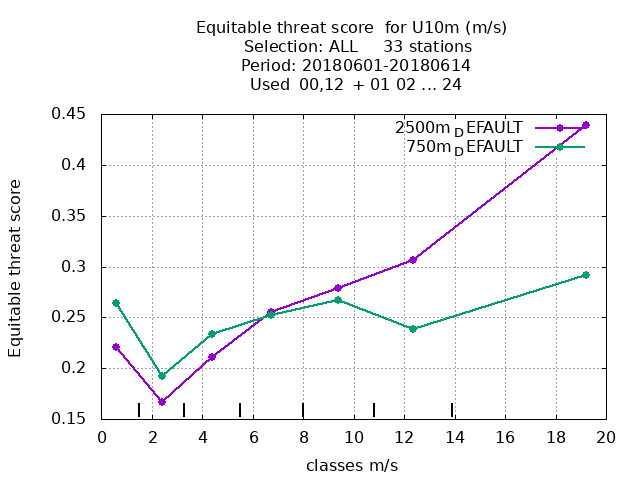 Equitable threat score for U10m (m/s)
Selection: ALL 33 stations
Period: 20180601-20180614
Used 00,12 + 01 02 ... 24
2500m_DEFAULT
750m_DEFAULT
Equitable threat score
0.45
0.4
0.35
0.3
0.25
0.2
0.15
0 2 4 6 8 10 12 14 16 18 20
classes m/s